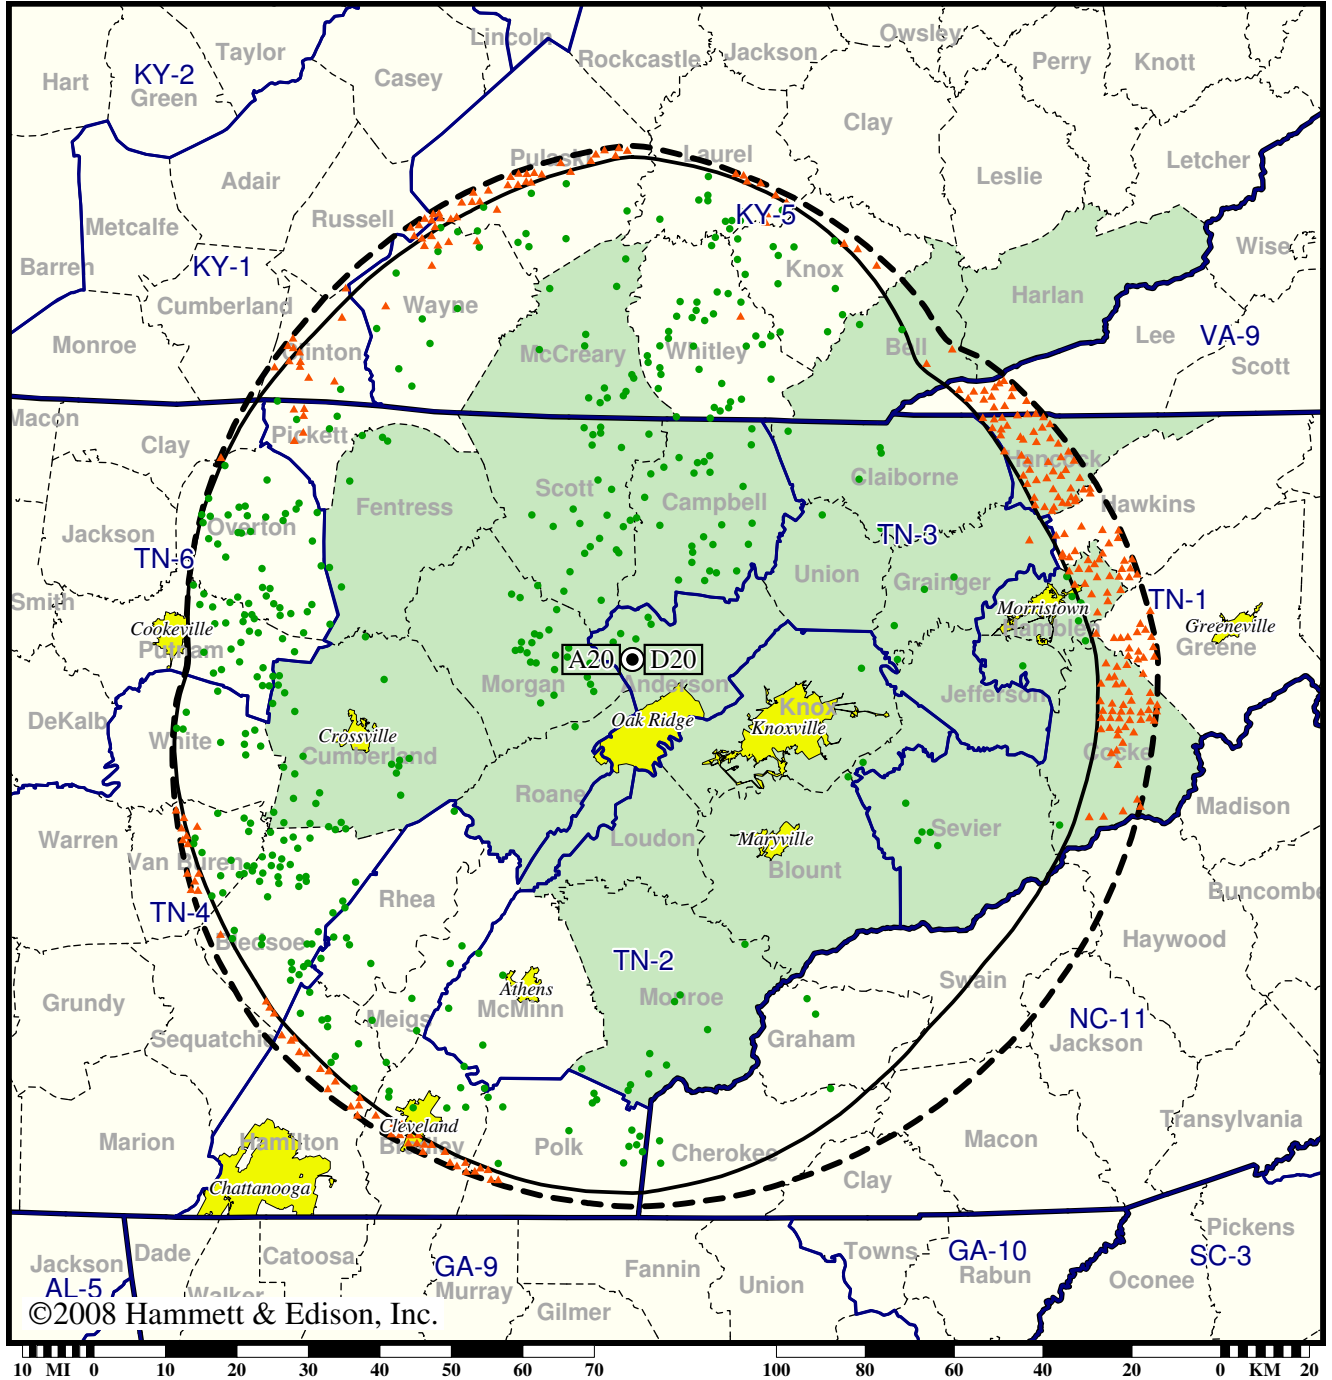 Owsley
Lincoln
Taylor
Rockcastle
Jackson
Perry
Knott
KY-2
Hart
Casey
Green
Clay
Pulaski
Laurel
Letcher
Adair
Leslie
Russell
KY-5
Metcalfe
Wise
Barren
KY-1
Knox
Cumberland
Wayne
Harlan
Monroe
Clinton
McCreary
Whitley
Bell
Lee
VA-9
Scott
Macon
Clay
Pickett
Hancock
Claiborne
Scott
Campbell
Fentress
Hawkins
Jackson
Overton
TN-3
TN-6
Union
Grainger
Smith
TN-1
Morristown
Cookeville
Hamblen
Greeneville
Putnam
Greene
A20
D20
Morgan
Anderson
Jefferson
DeKalb
Oak Ridge
Knox
Knoxville
White
Crossville
Cumberland
Cocke
Roane
Madison
Warren
Loudon
Maryville
Sevier
Van Buren
Blount
Rhea
Buncombe
TN-4
Bledsoe
Haywood
TN-2
Swain
Athens
Grundy
McMinn
Monroe
Meigs
NC-11
Sequatchie
Graham
Jackson
Cleveland
Transylvania
Marion
Hamilton
Bradley
Polk
Cherokee
Macon
Chattanooga
Clay
Pickens
Jackson
Dade
Catoosa
Towns
GA-10
SC-3
GA-9
Fannin
Rabun
Oconee
AL-5
Walker
Murray
Union
Gilmer
©2008 Hammett & Edison, Inc.
10 MI 0 10 20 30 40 50 60 70 100 80 60 40 20 0 KM 20